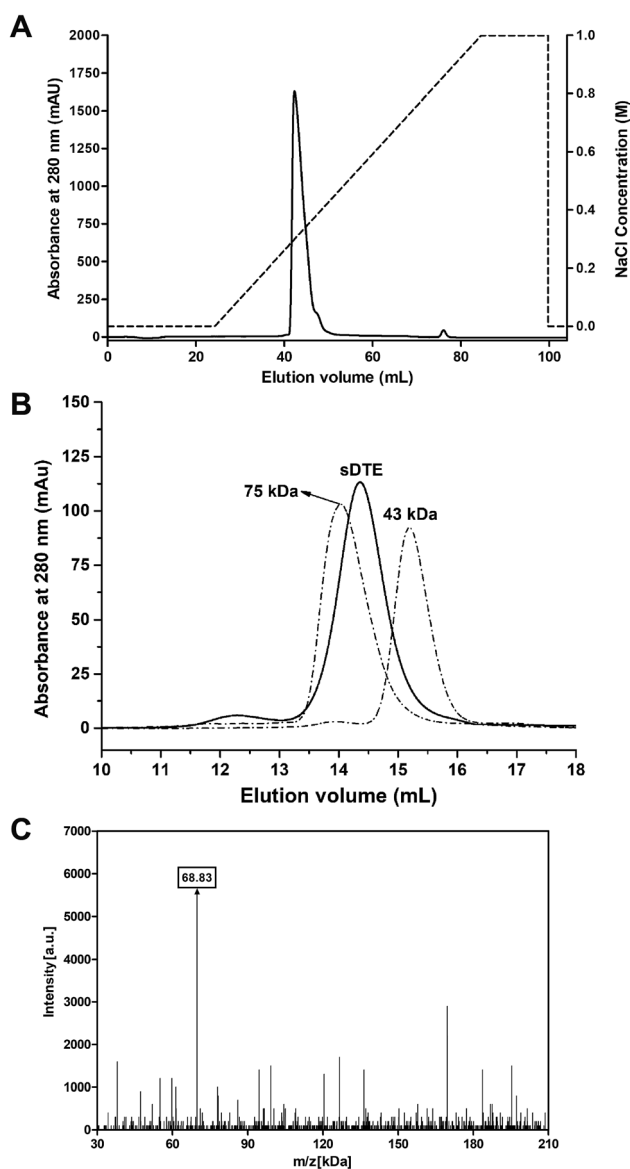 A
Absorbance at 280 nm (mAU)
2000
1750
1500
1250
1000
750
500
250
0
1.0
0.8
0.6
0.4
0.2
0.0
NaCl Concentration (M)
0 20 40 60 80 100
Elution volume (mL)
B
Absorbance at 280 nm (mAu)
150
125
100
75
50
25
0
sDTE
75 kDa
43 kDa
10 11 12 13 14 15 16 17 18
Elution volume (mL)
C
Intensity [a.u.]
7000
6000
5000
4000
3000
2000
1000
0
68.83
30 60 90 120 150 180 210
m/z[kDa]